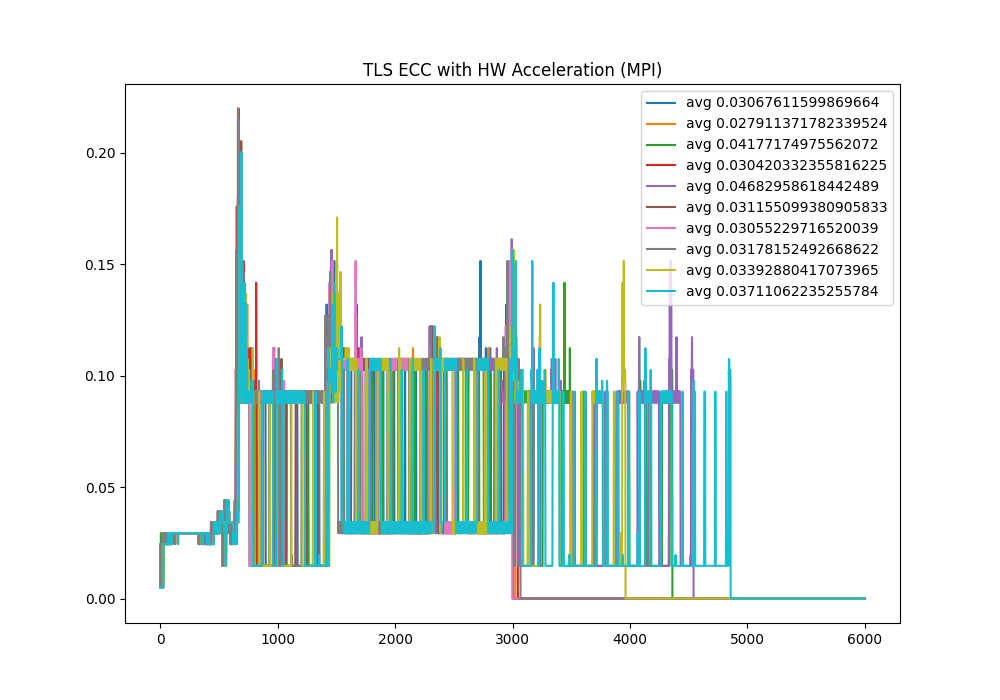 TLS ECC with HW Acceleration (MPI)
avg 0.03067611599869664
avg 0.027911371782339524
avg 0.04177174975562072
avg 0.030420332355816225
avg 0.04682958618442489
avg 0.031155099380905833
avg 0.03055229716520039
avg 0.03178152492668622
avg 0.03392880417073965
avg 0.03711062235255784
0.20
0.15
0.10
0.05
0.00
0 1000 2000 3000 4000 5000 6000